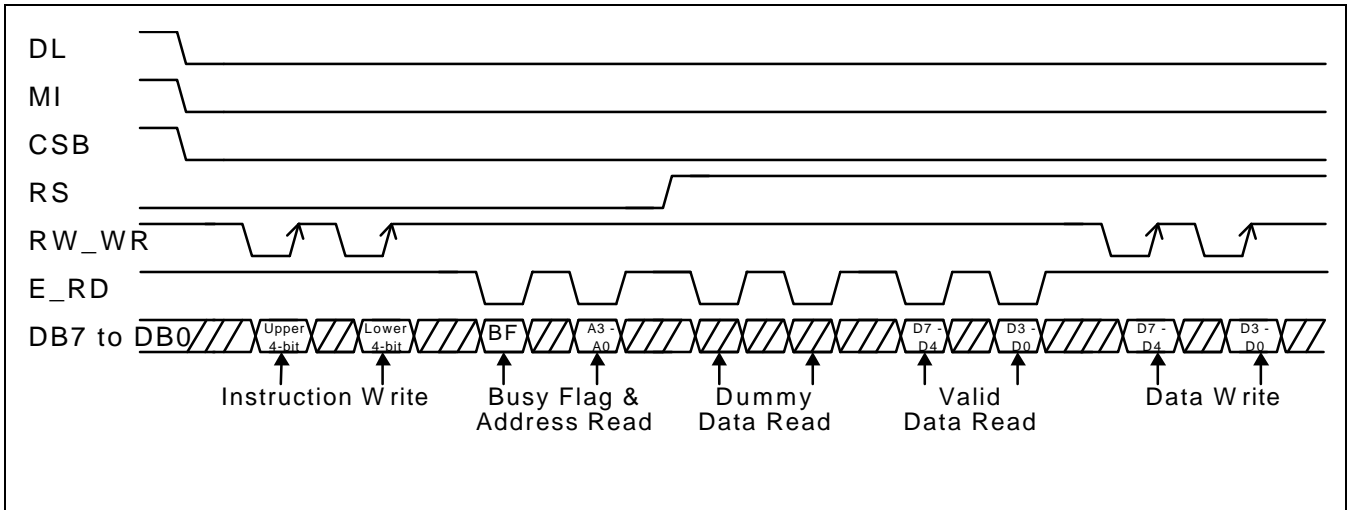 DL
MI
CSB
RS
RW_WR
E_RD
DB7 to DB0
Upper
4-bit
Lower
4-bit
BF
A3 -
A0
D7 -
D4
D3 -
D0
D7 -
D4
D3 -
D0
Instruction Write
Busy Flag &
Address Read
Dummy
Data Read
Valid
Data Read
Data Write